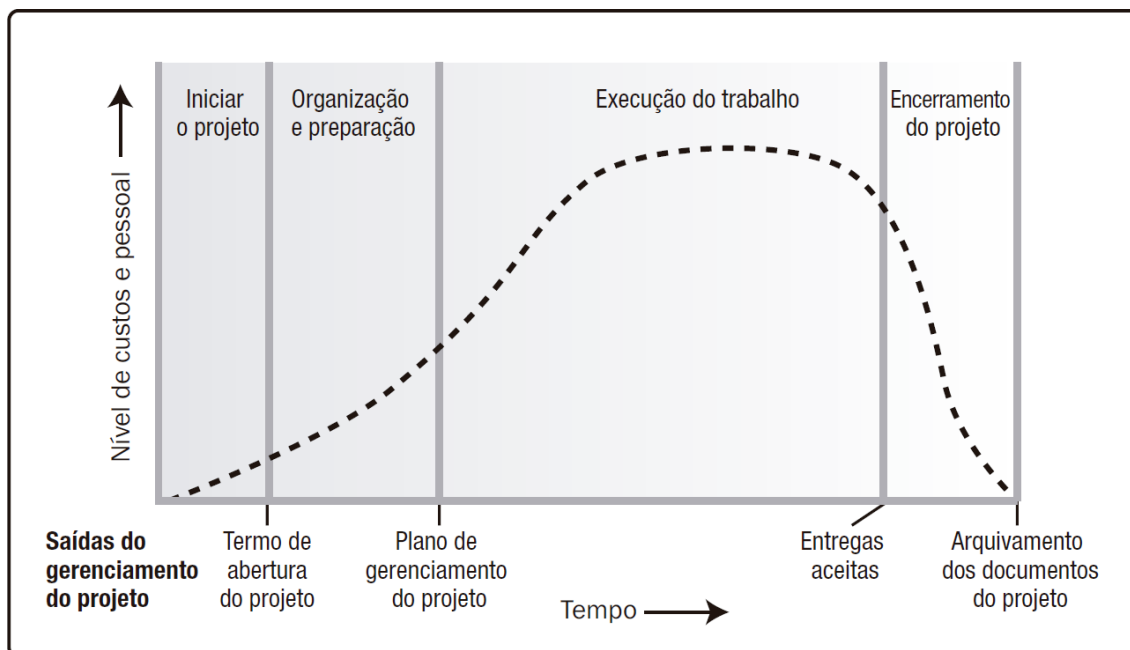 Iniciar
o projeto
Organização
e preparação
Execução do trabalho
Encerramento
do projeto
Nível de custos e pessoal
Saídas do
gerenciamento
do projeto
Termo de
abertura
do projeto
Plano de
gerenciamento
do projeto
Entregas
aceitas
Arquivamento
dos documentos
do projeto
Tempo